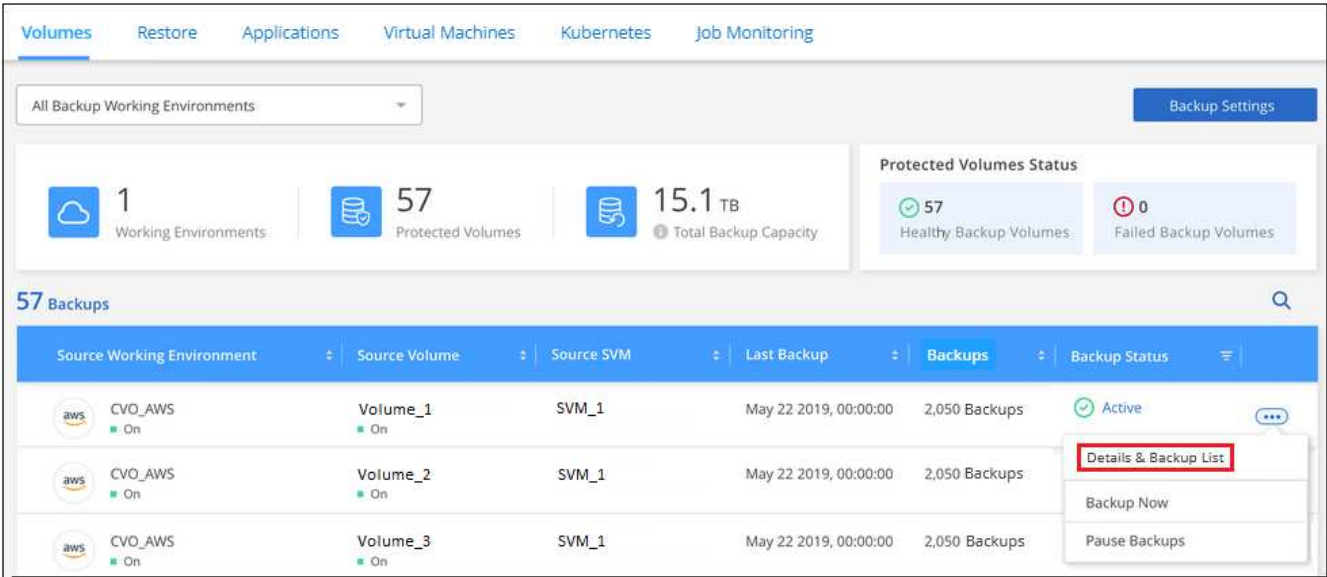 Volumes Restore Applications Virtual Machines Kubernetes Job Monitoring
All Backup Working Environments Backup Settings
Protected Volumes Status
1 57 15.1 TB 57 0
Working Environments Protected Volumes Total Backup Capacity Healthy Backup Volumes Failed Backup Volumes
57 Backups
Source Working Environment Source Volume Source SVM Last Backup Backups Backup Status
aws CVO_AWS Volume_1 SVM_1 May 22 2019, 00:00:00 2,050 Backups Active
On On
Details & Backup List
aws CVO_AWS Volume_2 SVM_1 May 22 2019, 00:00:00 2,050 Backups
On On
Backup Now
aws CVO_AWS Volume_3 SVM_1 May 22 2019, 00:00:00 2,050 Backups Pause Backups
On On